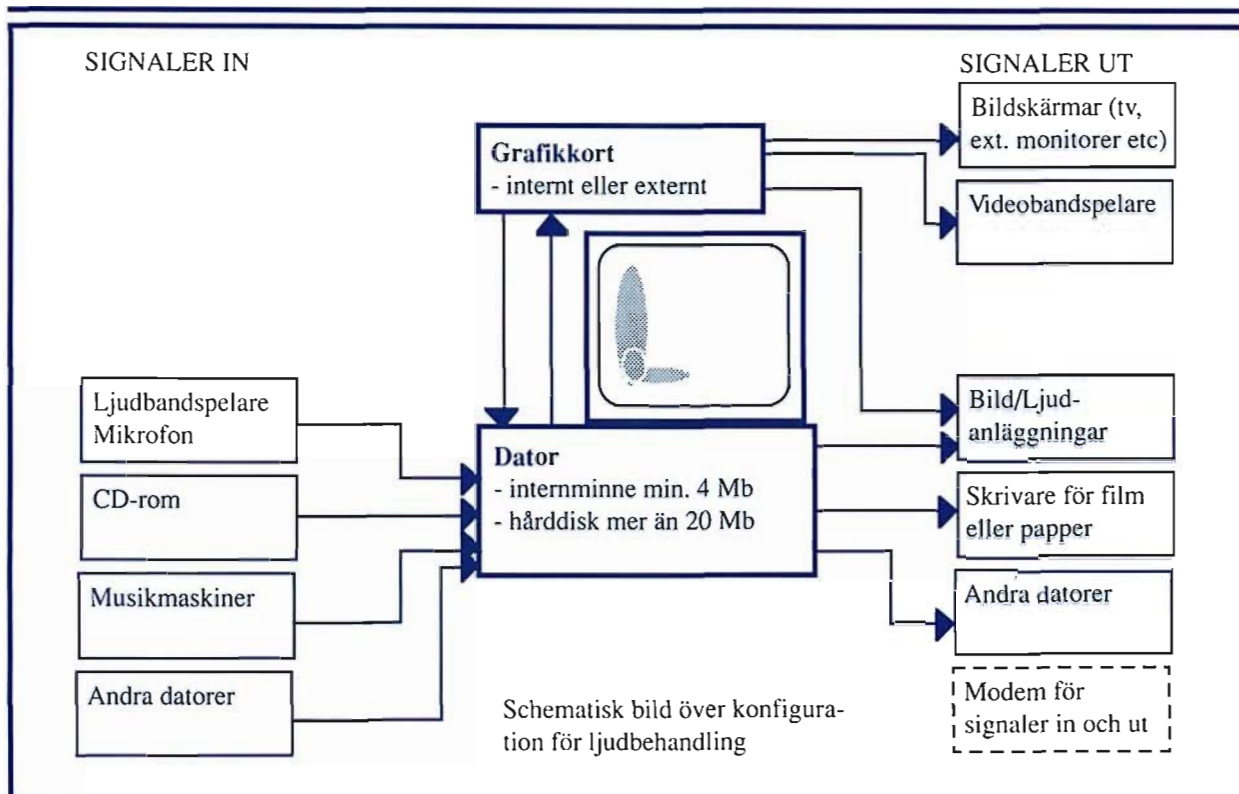 SIGNALER IN
SIGNALER UT
Bildskärmar (tv,
ext. monitorer etc)
Grafikkort
- internt eller externt
Videobandspelare
Ljudbandspelare
Mikrofon
CD-rom
Musikmaskiner
Andra datorer
Dator
- internminne min. 4 Mb
- hårddisk mer än 20 Mb
Bild/Ljud-
anläggningar
Skrivare för film
eller papper
Andra datorer
Modem för
signaler in och ut
Schematisk bild över konfigura-
tion för ljudbehandling